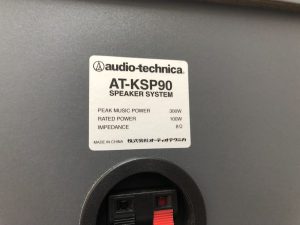 audio-technica
AT-KSP90
SPEAKER SYSTEM
PEAK MUSIC POWER 300W
RATED POWER 100W
IMPEDANCE 8Ω
MADE IN CHINA 株式会社オーディオテクニカ